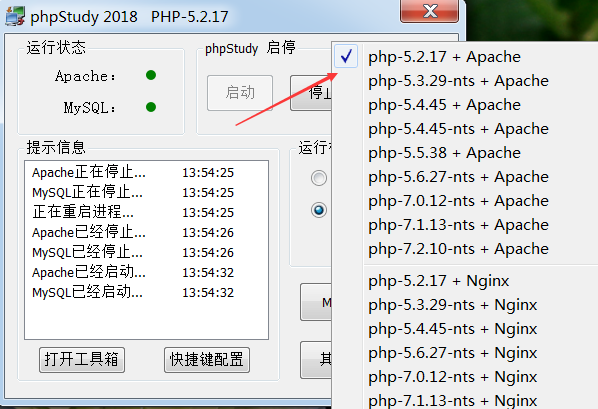 phpStudy 2018 PHP-5.2.17
运行状态
Apache:
MySQL:
phpStudy 启停
启动
停止
提示信息
Apache正在停止... 13:54:25
MySQL正在停止... 13:54:25
正在重启进程... 13:54:25
Apache已经停止... 13:54:26
MySQL已经停止... 13:54:26
Apache已经启动... 13:54:32
MySQL已经启动... 13:54:32
打开工具箱
快捷键配置
运行
M
其
php-5.2.17 + Apache
php-5.3.29-nts + Apache
php-5.4.45 + Apache
php-5.4.45-nts + Apache
php-5.5.38 + Apache
php-5.6.27-nts + Apache
php-7.0.12-nts + Apache
php-7.1.13-nts + Apache
php-7.2.10-nts + Apache
php-5.2.17 + Nginx
php-5.3.29-nts + Nginx
php-5.4.45-nts + Nginx
php-5.6.27-nts + Nginx
php-7.0.12-nts + Nginx
php-7.1.13-nts + Nginx